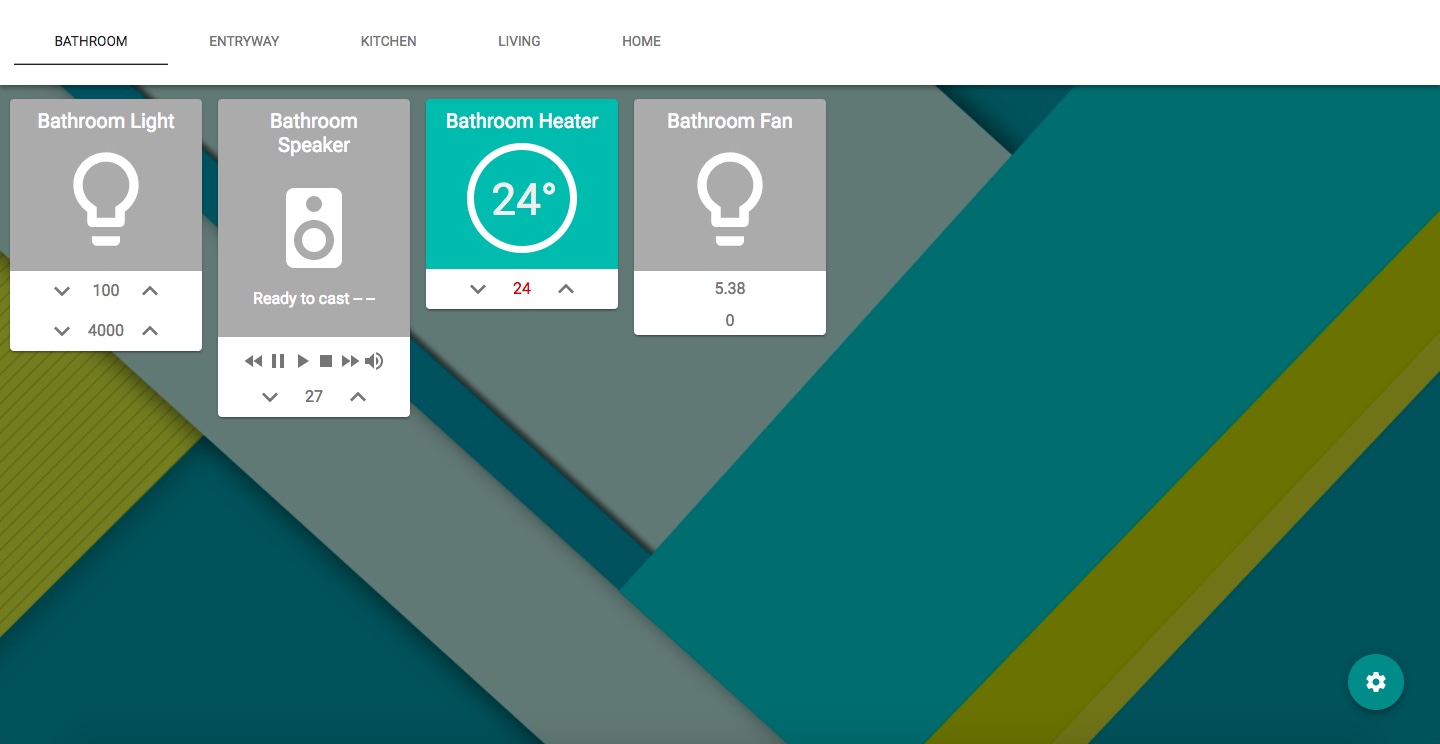 BATHROOM
ENTRYWAY
KITCHEN
LIVING
HOME
Bathroom Light
100
4000
Bathroom
Speaker
Ready to cast – –
27
Bathroom Heater
24°
24
Bathroom Fan
5.38
0